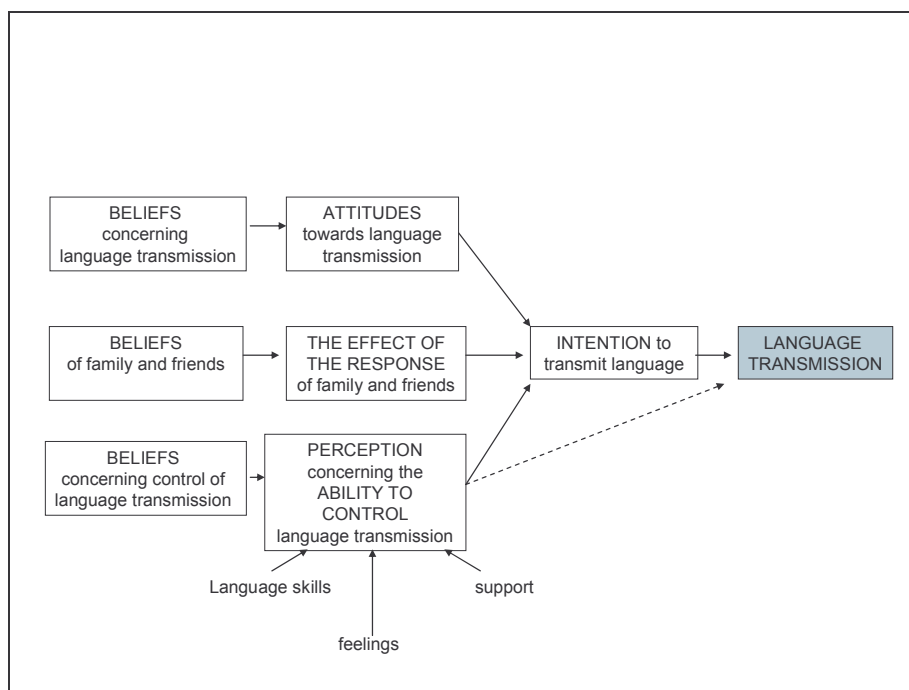 BELIEFS
concerning
language transmission
ATTITUDES
towards language
transmission
BELIEFS
of family and friends
THE EFFECT OF
THE RESPONSE
of family and friends
INTENTION to
transmit language
LANGUAGE
TRANSMISSION
BELIEFS
concerning control of
language transmission
PERCEPTION
concerning the
ABILITY TO
CONTROL
language transmission
Language skills
support
feelings